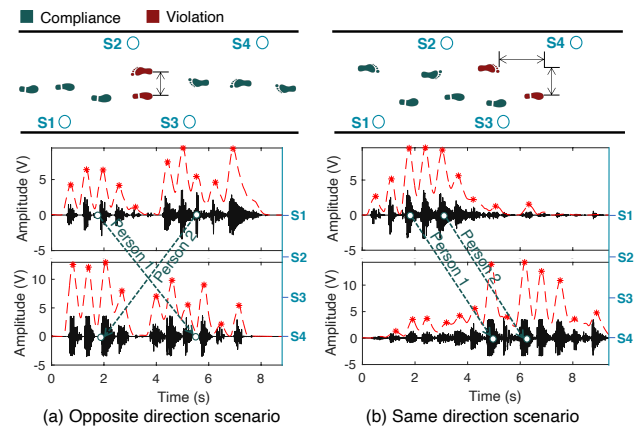 Compliance Violation
S2 S4 S2 S4
S1 S3 S1 S3
(a)
(b)
Amplitude (V)
10
5
0
-5
Person 1
Person 2
S1
S2
S3
S4
Amplitude (V)
10
5
0
-5
0 2 4 6 8
Time (s)
Amplitude (V)
5
0
-5
Person 1
Person 2
S1
S2
S3
S4
Amplitude (V)
10
5
0
-5
0 2 4 6 8
Time (s)
(a) Opposite direction scenario
(b) Same direction scenario